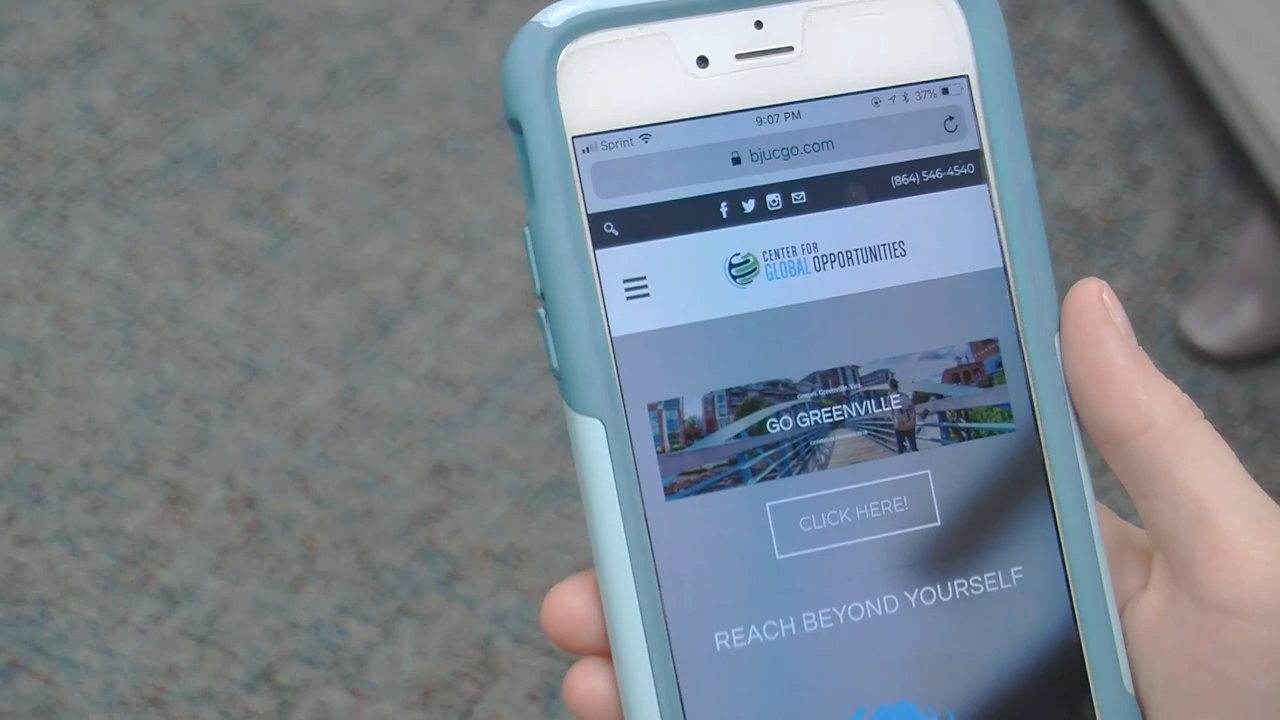 9:07 PM
37%
Sprint
bjucgo.com
(864) 546-4540
CENTER FOR
GLOBAL OPPORTUNITIES
GO GREENVILLE
CLICK HERE!
REACH BEYOND YOURSELF